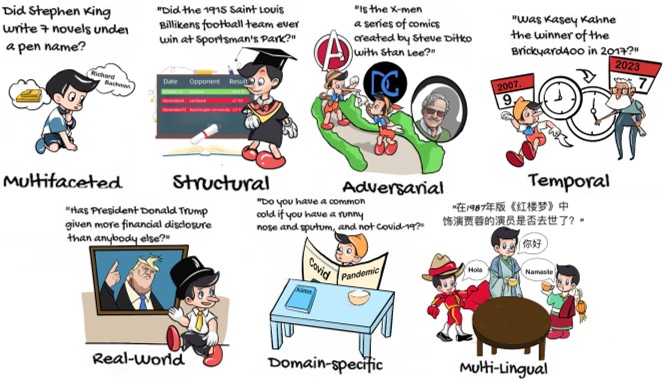 Did Stephen King
write 7 novels under
a pen name?
Richard
Bachman.
Multifaceted
"Did the 1915 Saint Louis
Billikens football team ever
win at Sportsman's Park?"
Date Opponent Result
Structural
"Is the X-men
a series of comics
created by Steve Ditko
with Stan Lee?"
A
DC
Adversarial
"Was Kasey Kahne
the winner of the
Brickyard400 in 2017?"
2007.
9.
2023
7
Temporal
"Has President Donald Trump
given more financial disclosure
than anybody else?"
Real-world
"Do you have a common
cold if you have a runny
nose and sputum, and not Covid-19?"
Covid
Pandemic
Domain-specific
"在1987年版《红楼梦》中
饰演贾蓉的演员是否去世了？"
你好
Hola
Namaste
Multi-Lingual